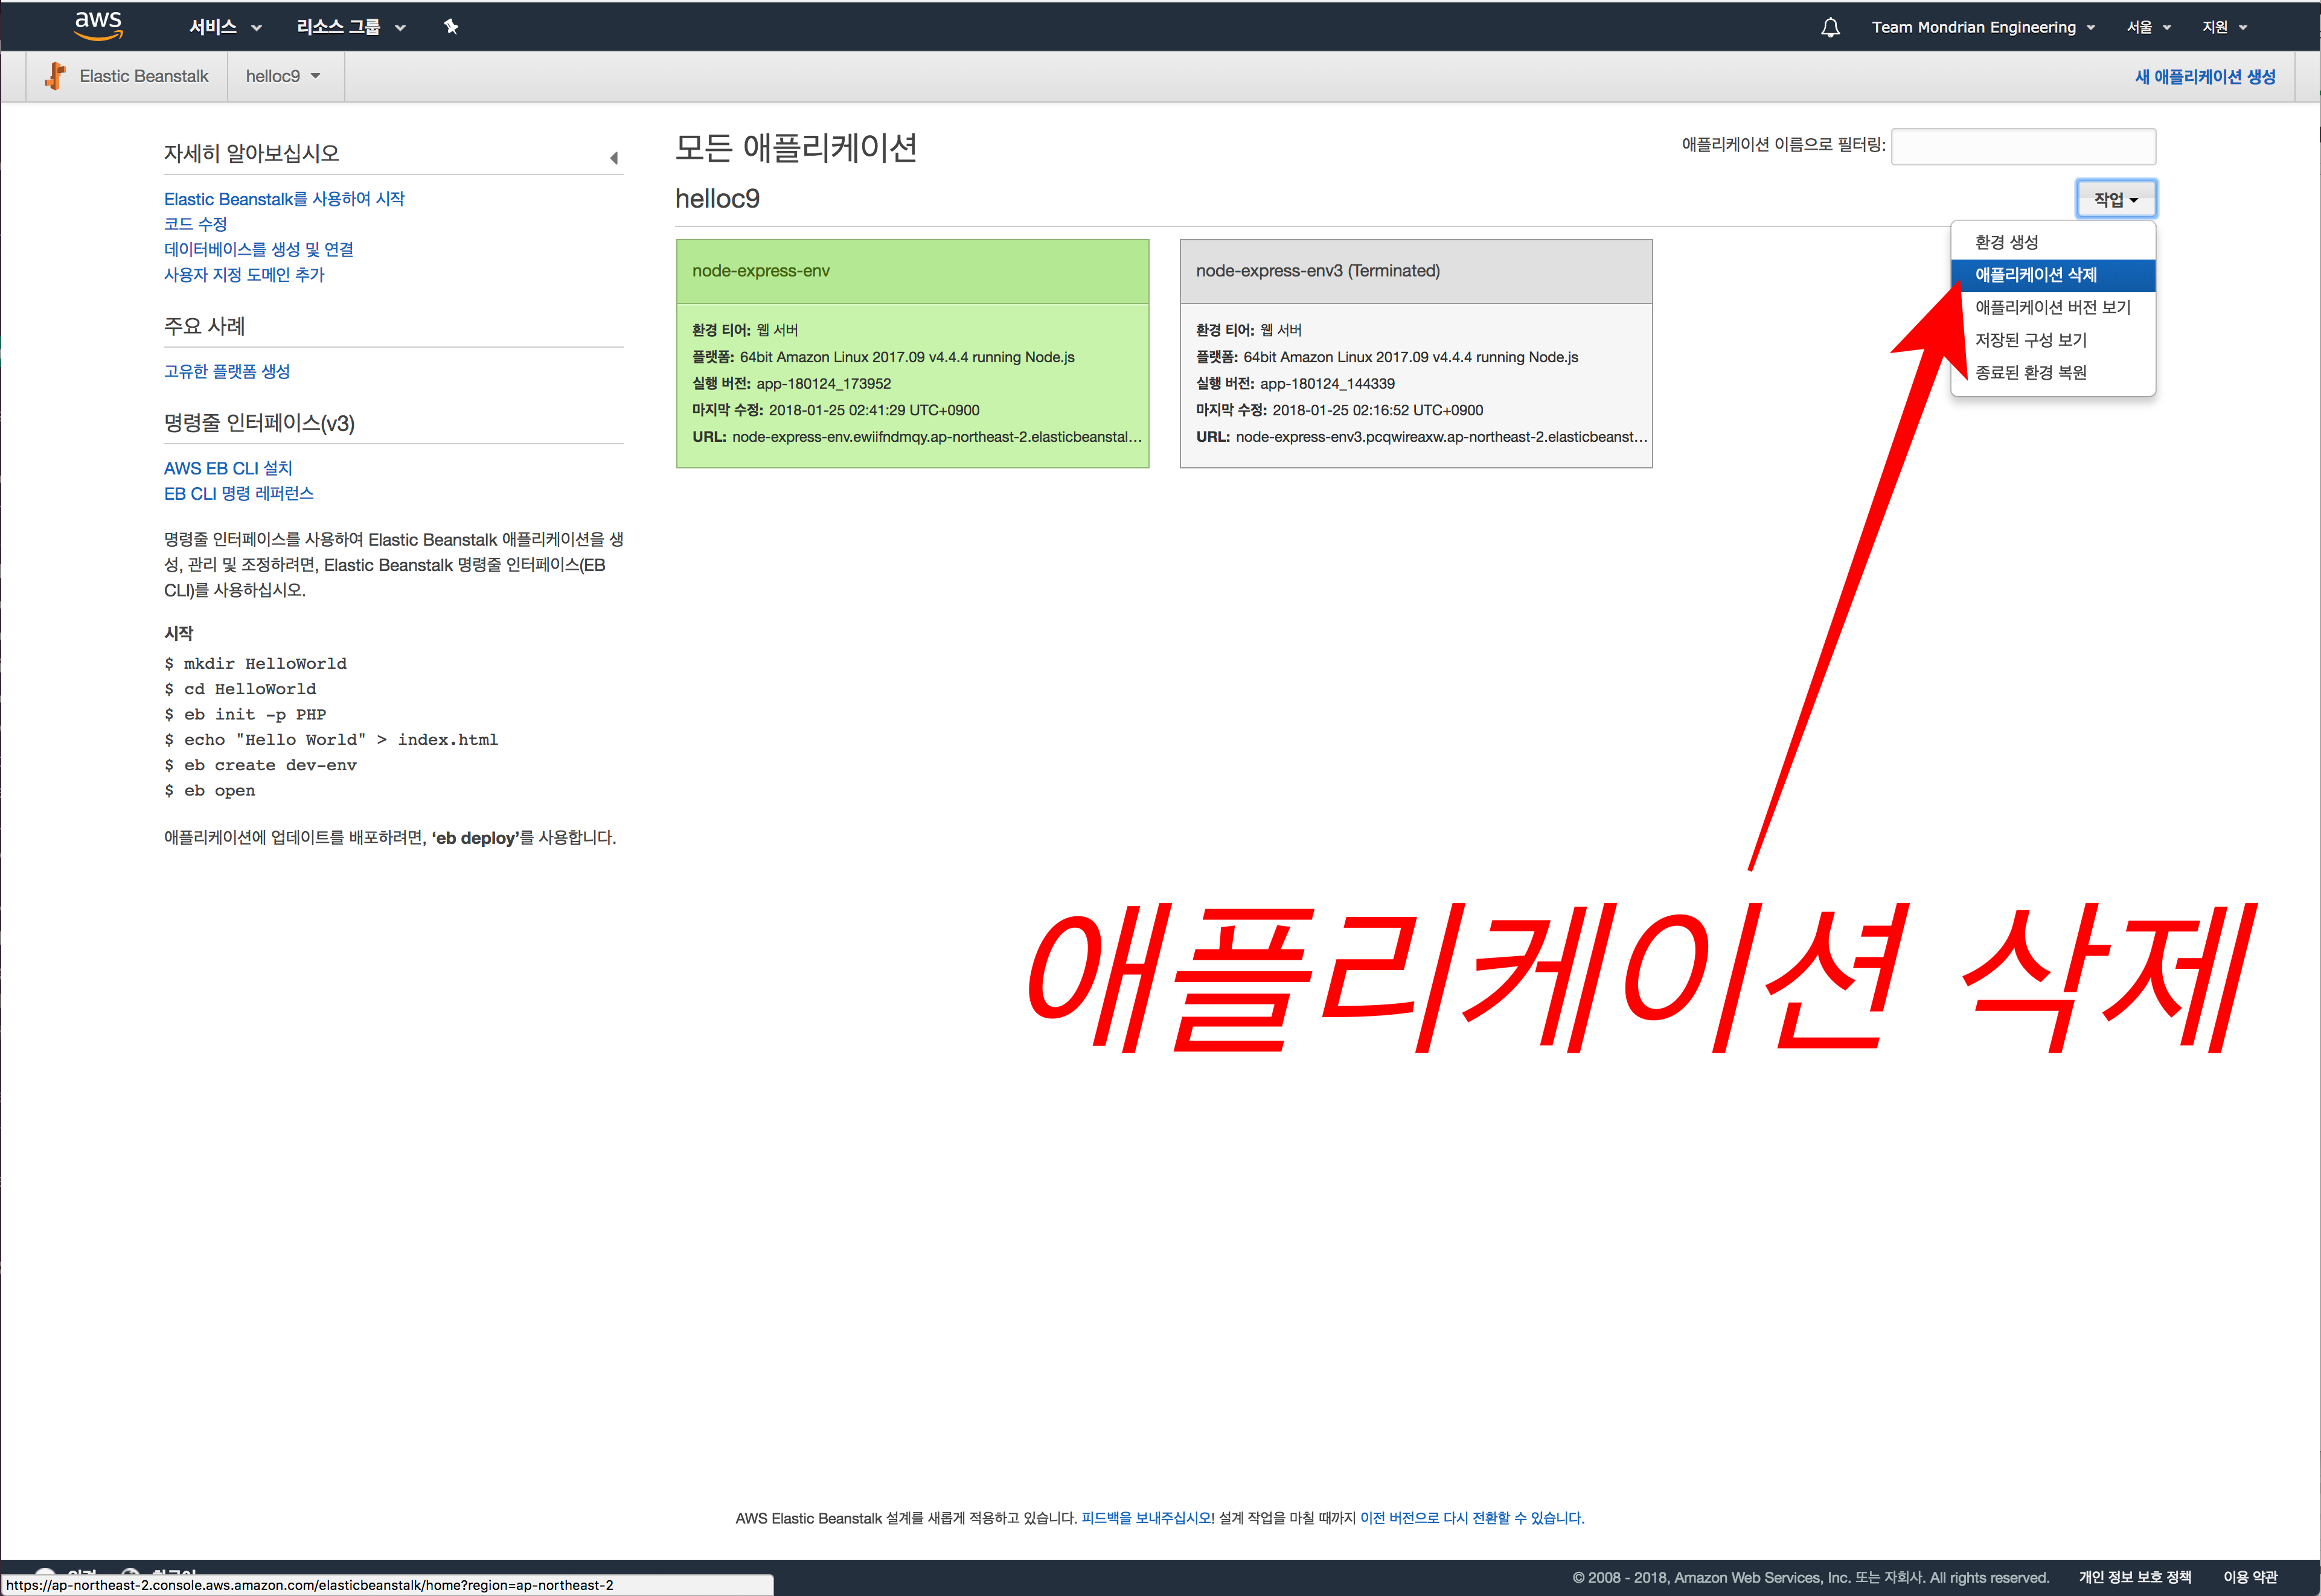 aws 서비스 리소스 그룹 Team Mondrian Engineering 서울 지원
Elastic Beanstalk helloc9 새 애플리케이션 생성
자세히 알아보십시오
Elastic Beanstalk를 사용하여 시작
코드 수정
데이터베이스를 생성 및 연결
사용자 지정 도메인 추가
주요 사례
고유한 플랫폼 생성
명령줄 인터페이스(v3)
AWS EB CLI 설치
EB CLI 명령 레퍼런스
명령줄 인터페이스를 사용하여 Elastic Beanstalk 애플리케이션을 생
성, 관리 및 조정하려면, Elastic Beanstalk 명령줄 인터페이스(EB
CLI)를 사용하십시오.
시작
$ mkdir HelloWorld
$ cd HelloWorld
$ eb init -p PHP
$ echo "Hello World" > index.html
$ eb create dev-env
$ eb open
애플리케이션에 업데이트를 배포하려면, ‘eb deploy’를 사용합니다.
모든 애플리케이션
애플리케이션 이름으로 필터링:
helloc9
작업
환경 생성
애플리케이션 삭제
애플리케이션 버전 보기
저장된 구성 보기
종료된 환경 복원
node-express-env
환경 티어: 웹 서버
플랫폼: 64bit Amazon Linux 2017.09 v4.4.4 running Node.js
실행 버전: app-180124_173952
마지막 수정: 2018-01-25 02:41:29 UTC+0900
URL: node-express-env.ewiifndmqy.ap-northeast-2.elasticbeanstal...
node-express-env3 (Terminated)
환경 티어: 웹 서버
플랫폼: 64bit Amazon Linux 2017.09 v4.4.4 running Node.js
실행 버전: app-180124_144339
마지막 수정: 2018-01-25 02:16:52 UTC+0900
URL: node-express-env3.pcqwireaxw.ap-northeast-2.elasticbeanst...
애플리케이션 삭제
AWS Elastic Beanstalk 설계를 새롭게 적용하고 있습니다. 피드백을 보내주십시오! 설계 작업을 마칠 때까지 이전 버전으로 다시 전환할 수 있습니다.
https://ap-northeast-2.console.aws.amazon.com/elasticbeanstalk/home?region=ap-northeast-2
© 2008 - 2018, Amazon Web Services, Inc. 또는 자회사. All rights reserved. 개인 정보 보호 정책 이용 약관